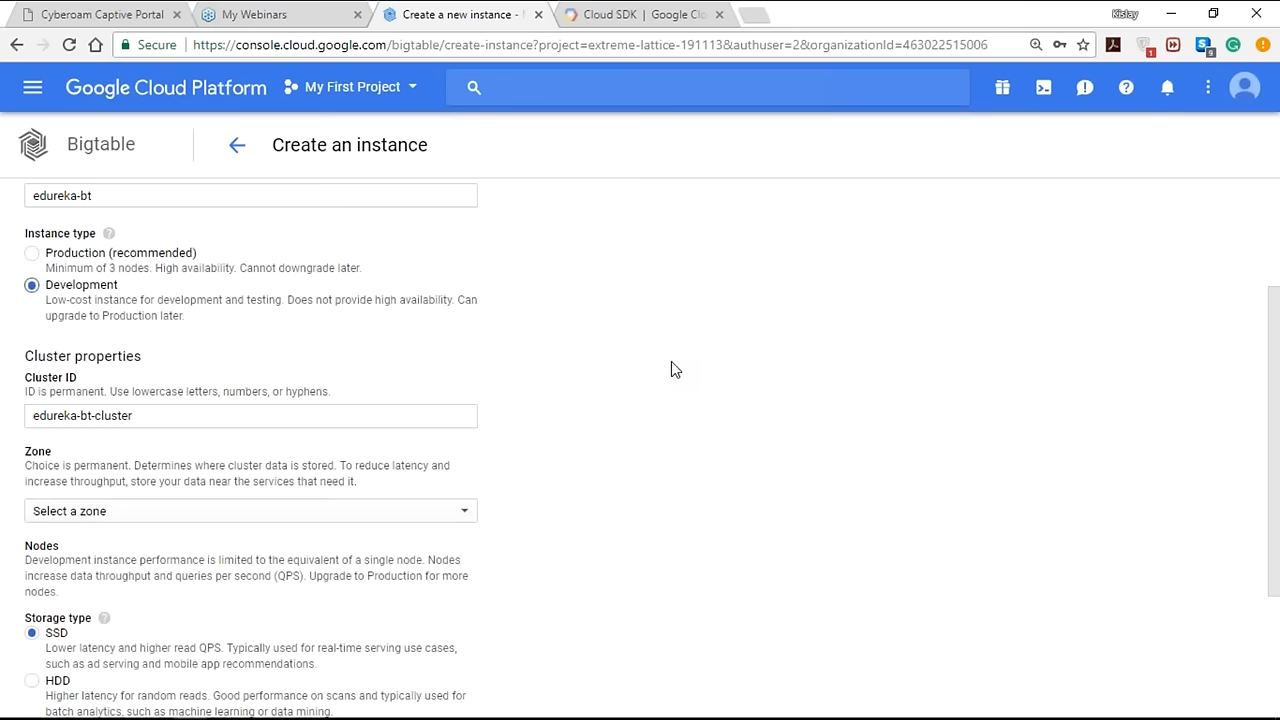 Cyberoam Captive Portal
My Webinars
Create a new instance -
Cloud SDK | Google Clo
Kislay
Secure
https://console.cloud.google.com/bigtable/create-instance?project=extreme-lattice-191113&authuser=2&organizationId=463022515006
1
9
Google Cloud Platform
My First Project
Bigtable
Create an instance
edureka-bt
Instance type
Production (recommended)
Minimum of 3 nodes. High availability. Cannot downgrade later.
Development
Low-cost instance for development and testing. Does not provide high availability. Can
upgrade to Production later.
Cluster properties
Cluster ID
ID is permanent. Use lowercase letters, numbers, or hyphens.
edureka-bt-cluster
Zone
Choice is permanent. Determines where cluster data is stored. To reduce latency and
increase throughput, store your data near the services that need it.
Select a zone
Nodes
Development instance performance is limited to the equivalent of a single node. Nodes
increase data throughput and queries per second (QPS). Upgrade to Production for more
nodes.
Storage type
SSD
Lower latency and higher read QPS. Typically used for real-time serving use cases,
such as ad serving and mobile app recommendations.
HDD
Higher latency for random reads. Good performance on scans and typically used for
batch analytics, such as machine learning or data mining.